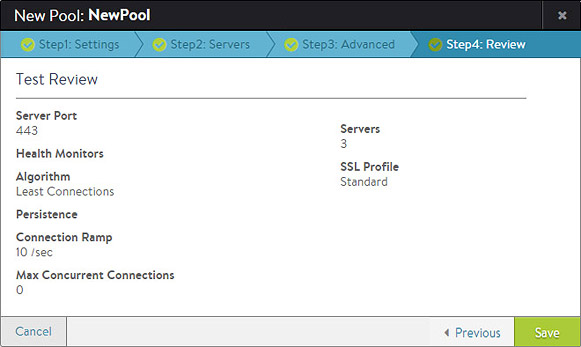 New Pool: NewPool
Step1: Settings
Step2: Servers
Step3: Advanced
Step4: Review
Test Review
Server Port
443
Health Monitors
Algorithm
Least Connections
Persistence
Connection Ramp
10 /sec
Max Concurrent Connections
0
Servers
3
SSL Profile
Standard
Cancel
Previous
Save